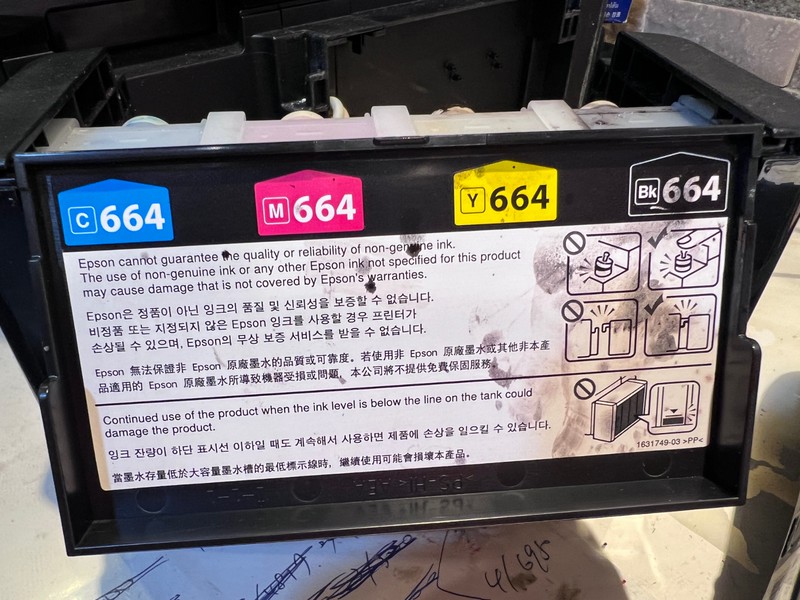 C 664
M 664
Y 664
Bk 664
Epson cannot guarantee the quality or reliability of non-genuine ink.
The use of non-genuine ink or any other Epson ink not specified for this product
may cause damage that is not covered by Epson's warranties.
Epson은 정품이 아닌 잉크의 품질 및 신뢰성을 보증할 수 없습니다.
비정품 또는 지정되지 않은 Epson 잉크를 사용할 경우 프린터가
손상될 수 있으며, Epson의 무상 보증 서비스를 받을 수 없습니다.
Epson 無法保證非 Epson 原廠墨水的品質或可靠度。若使用非 Epson 原廠墨水或其他非本產
品適用的 Epson 原廠墨水所導致機器受損或問題，本公司將不提供免費保固服務。
Continued use of the product when the ink level is below the line on the tank could
damage the product.
잉크 잔량이 하단 표시선 이하일 때도 계속해서 사용하면 제품에 손상을 일으킬 수 있습니다.
當墨水存量低於大容量墨水槽的最低標示線時，繼續使用可能會損壞本產品。
1631749-03 >PP<
4/695